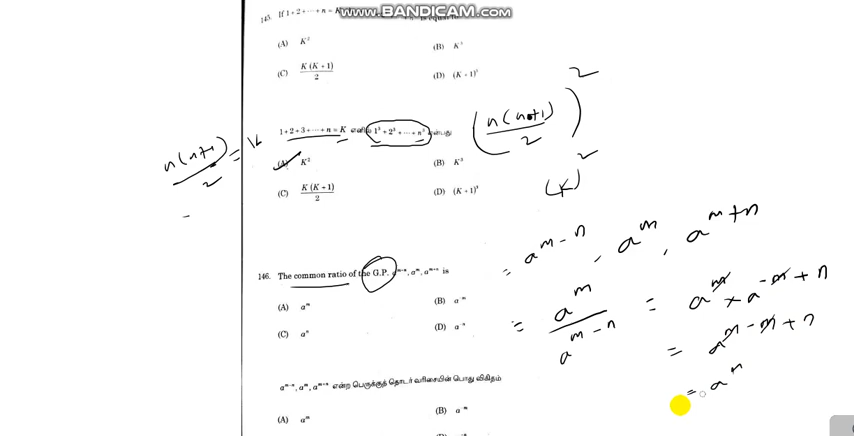 www.BANDICAM.com
145. If 1 + 2 + ⋯ + n = K
(A) K²
(B) K³
(C) K(K+1)/2
(D) (K+1)³
1+2+3+⋯+n=K எனில் 1³+2³+⋯+n³ என்பது
(A) K²
(B) K³
(C) K(K+1)/2
(D) (K+1)³
n(n+1)/2 = K
(n(n+1)/2)²
(K)²
146. The common ratio of the G.P. aᵐ⁻ⁿ, aᵐ, aᵐ⁺ⁿ is
(A) aᵐ
(B) a⁻ᵐ
(C) aⁿ
(D) a⁻ⁿ
= aᵐ⁻ⁿ, aᵐ, aᵐ⁺ⁿ
= aᵐ/aᵐ⁻ⁿ = aᵐ × a⁻ᵐ⁺ⁿ
= aᵐ⁻ᵐ⁺ⁿ
= aⁿ
aᵐ⁻ⁿ, aᵐ, aᵐ⁺ⁿ என்ற பெருக்குத் தொடர் வரிசையின் பொது விகிதம்
(A) aᵐ
(B) a⁻ᵐ